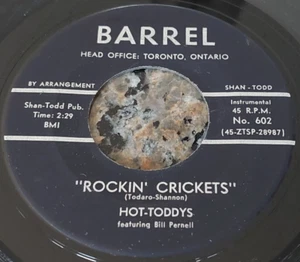 BARREL
HEAD OFFICE: TORONTO, ONTARIO
BY ARRANGEMENT
SHAN-TODD
Shan-Todd Pub.
Time: 2:29
BMI
Instrumental
45 R.P.M.
No. 602
(45-ZTSP-28987)
"ROCKIN' CRICKETS"
(Todaro-Shannon)
HOT-TODDYS
featuring Bill Pernell